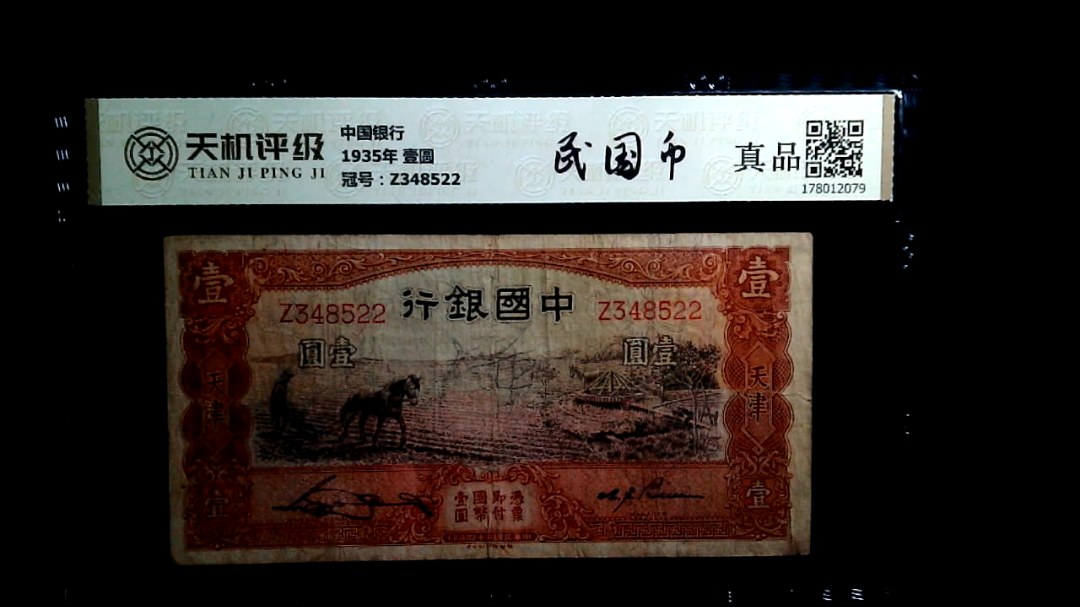 天机评级
TIAN JI PING JI
中国银行
1935年 壹圆
冠号：Z348522
民国币
真品
178012079
壹 壹
Z348522 行銀國中 Z348522
圓壹 圓壹
天津 天津
憑票
即付
國幣
壹圓
壹 壹